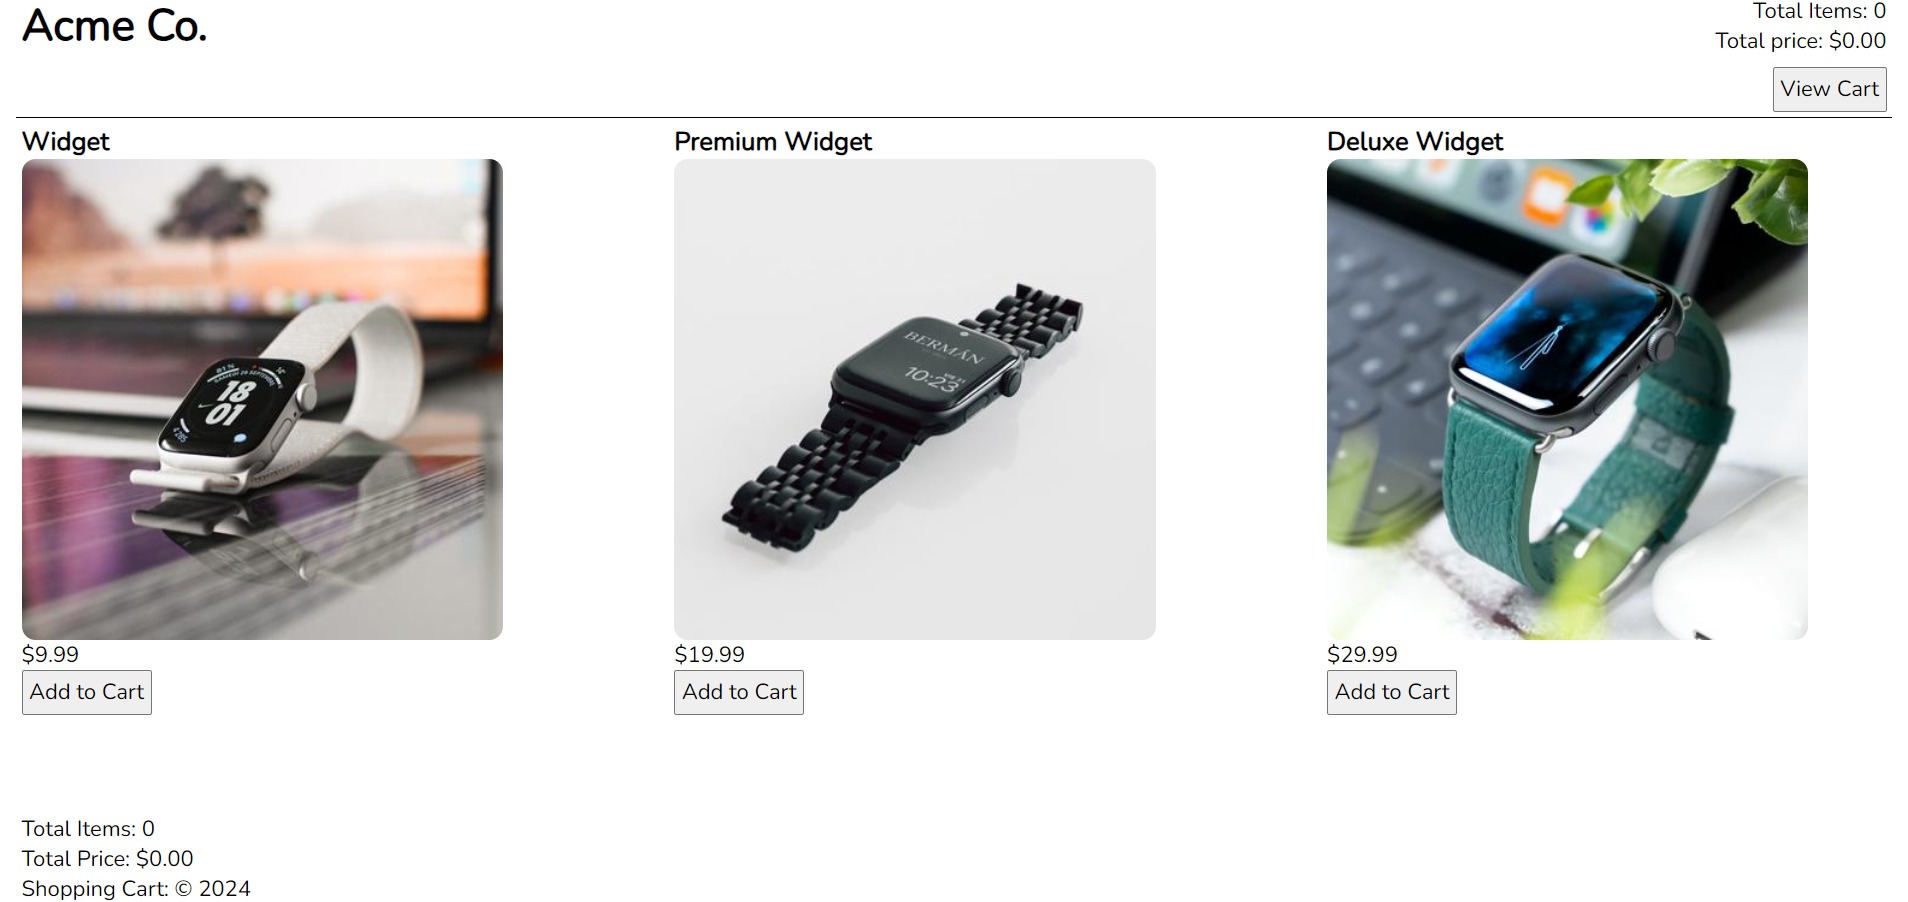 Acme Co.
Total Items: 0
Total price: $0.00
View Cart
Widget
Premium Widget
Deluxe Widget
18
01
BERMÁN
10:23
$9.99
$19.99
$29.99
Add to Cart
Add to Cart
Add to Cart
Total Items: 0
Total Price: $0.00
Shopping Cart: © 2024